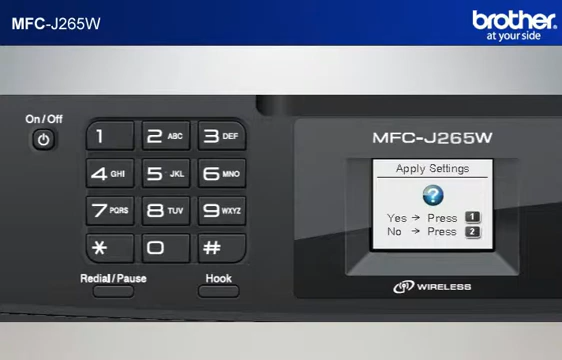 MFC-J265W
brother
at your side
On/Off
1 2 ABC 3 DEF
4 GHI 5 JKL 6 MNO
7 PQRS 8 TUV 9 WXYZ
* 0 #
Redial/Pause Hook
MFC-J265W
Apply Settings
?
Yes → Press 1
No → Press 2
WIRELESS